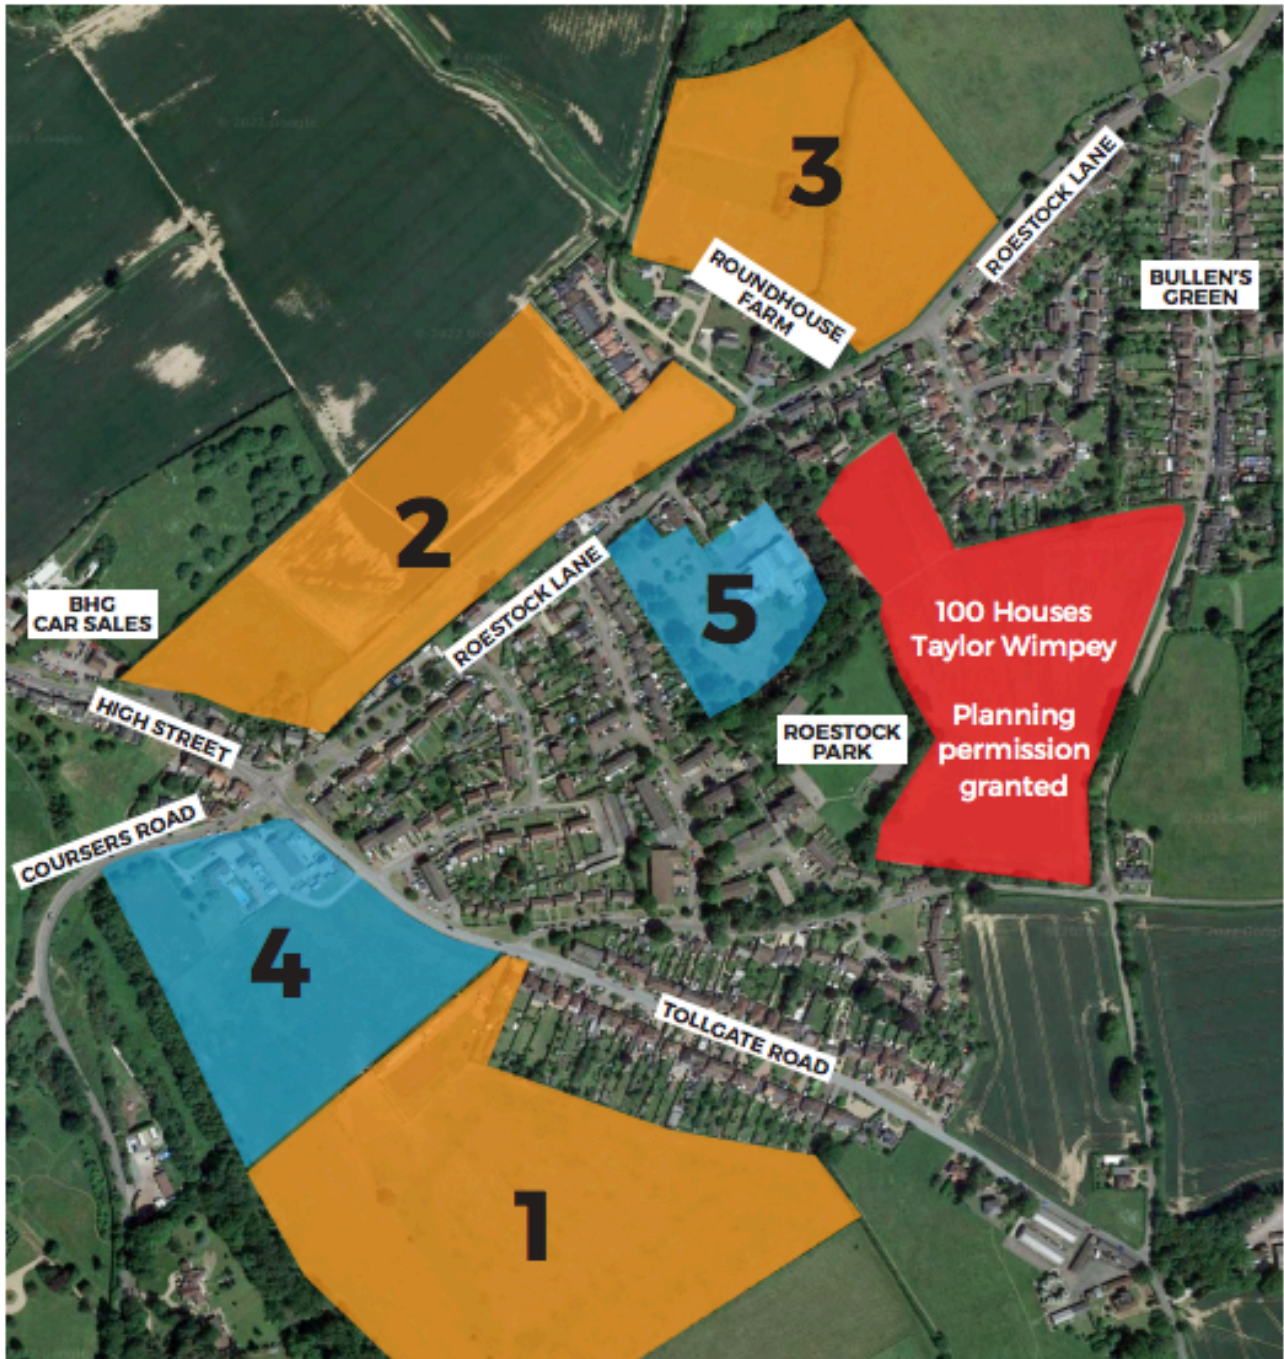 3
ROESTOCK LANE
BULLEN'S
GREEN
ROUNDHOUSE
FARM
2
BHG
CAR SALES
ROESTOCK LANE
5
100 Houses
Taylor Wimpey
Planning
permission
granted
HIGH STREET
ROESTOCK
PARK
COURSERS ROAD
4
TOLLGATE ROAD
1